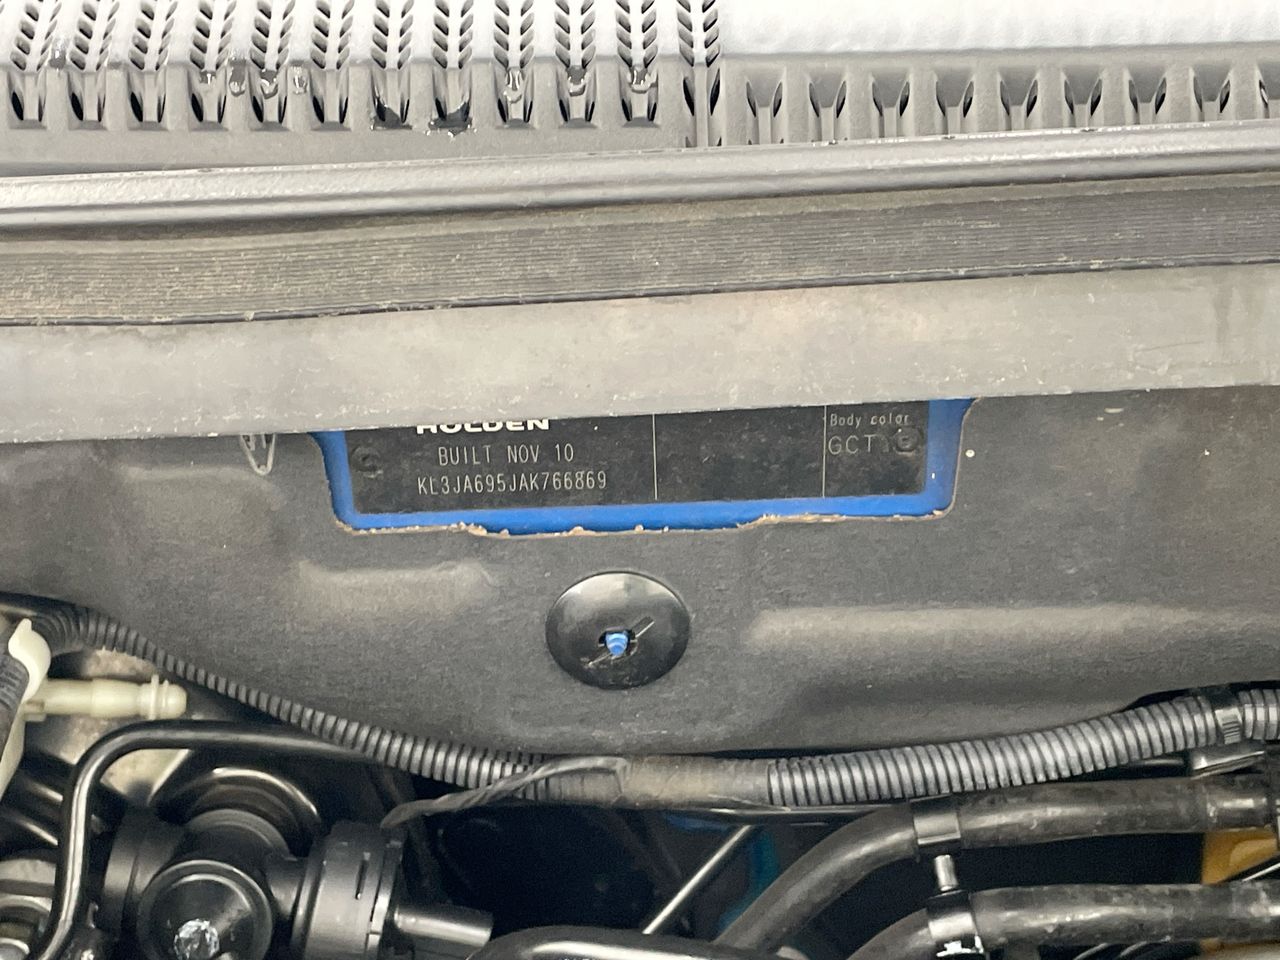 HOLDEN
BUILT NOV 10
KL3JA695JAK766869
Body color
GCT